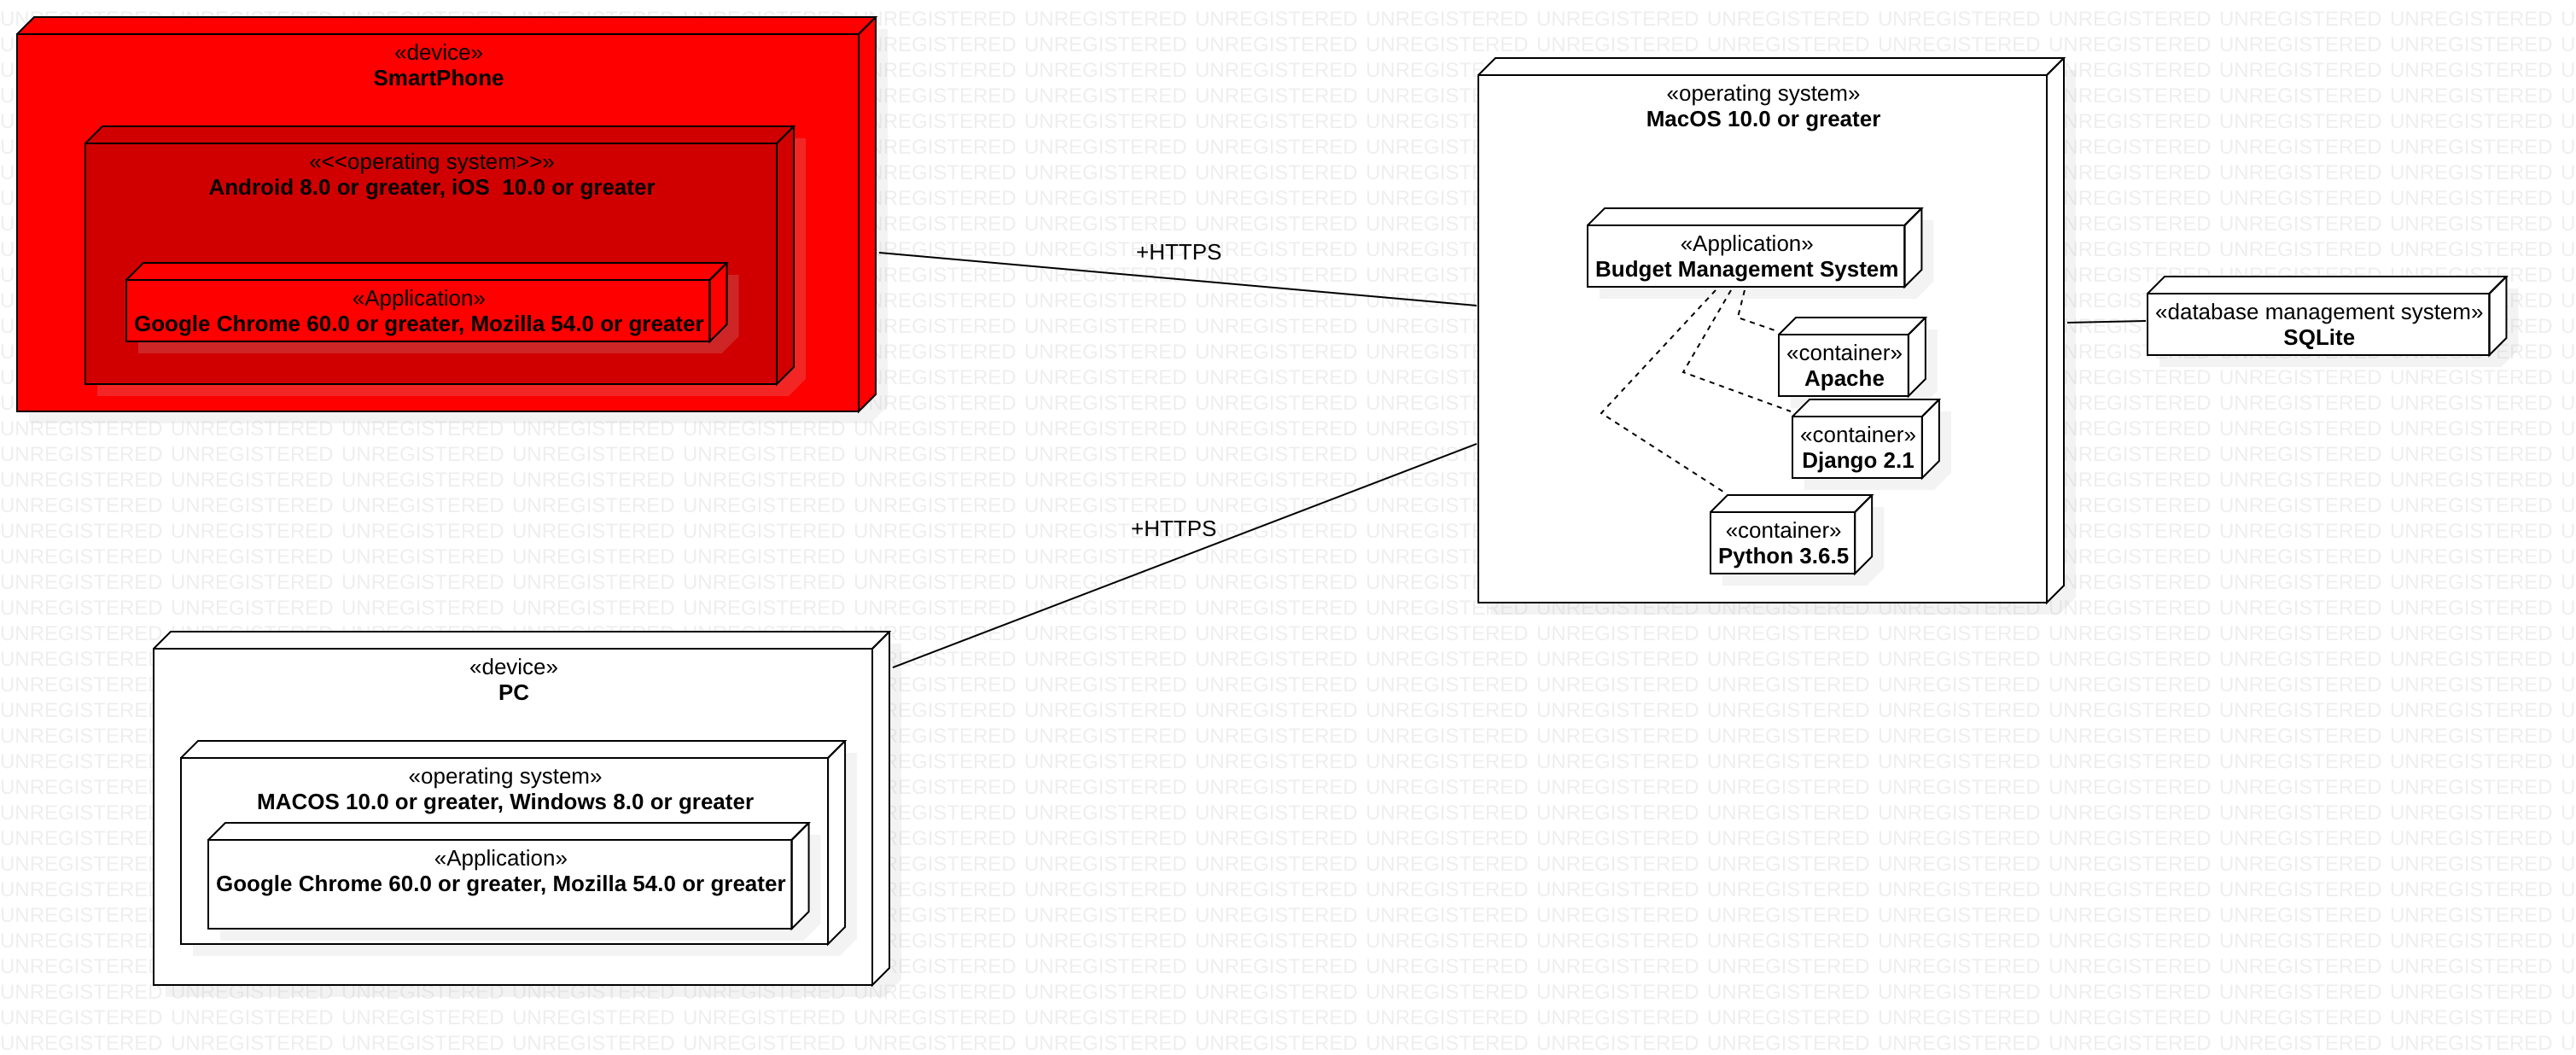 «device»
SmartPhone
«<<operating system>>»
Android 8.0 or greater, iOS  10.0 or greater
«Application»
Google Chrome 60.0 or greater, Mozilla 54.0 or greater
+HTTPS
«operating system»
MacOS 10.0 or greater
«Application»
Budget Management System
«container»
Apache
«container»
Django 2.1
«container»
Python 3.6.5
«database management system»
SQLite
+HTTPS
«device»
PC
«operating system»
MACOS 10.0 or greater, Windows 8.0 or greater
«Application»
Google Chrome 60.0 or greater, Mozilla 54.0 or greater
UNREGISTERED